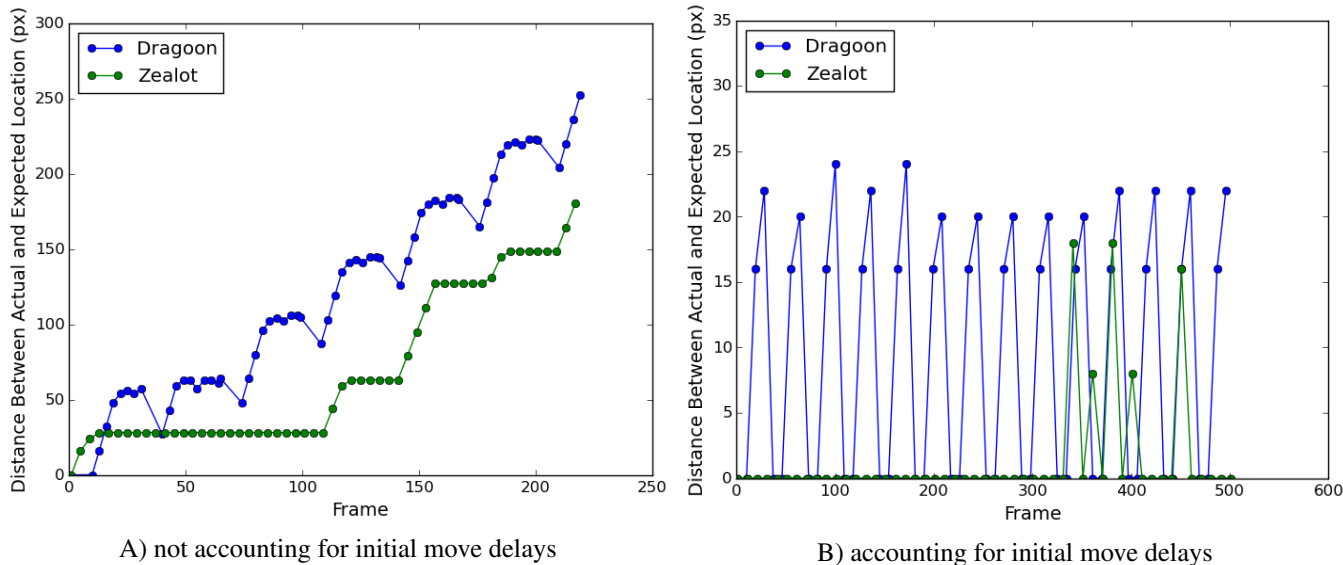 Distance Between Actual and Expected Location (px)
300
250
200
150
100
50
0
Dragoon
Zealot
0 50 100 150 200 250
Frame
A) not accounting for initial move delays
Distance Between Actual and Expected Location (px)
35
30
25
20
15
10
5
0
Dragoon
Zealot
0 100 200 300 400 500 600
Frame
B) accounting for initial move delays